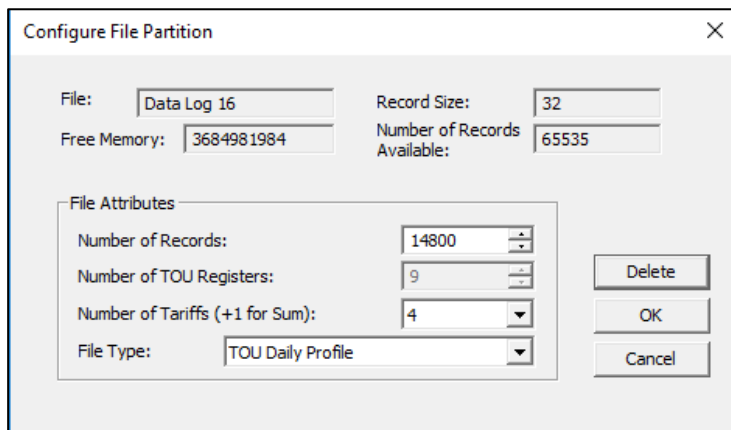 Configure File Partition
File: Data Log 16 Record Size: 32
Free Memory: 3684981984 Number of Records
Available: 65535
File Attributes
Number of Records: 14800
Number of TOU Registers: 9 Delete
Number of Tariffs (+1 for Sum): 4 OK
File Type: TOU Daily Profile Cancel